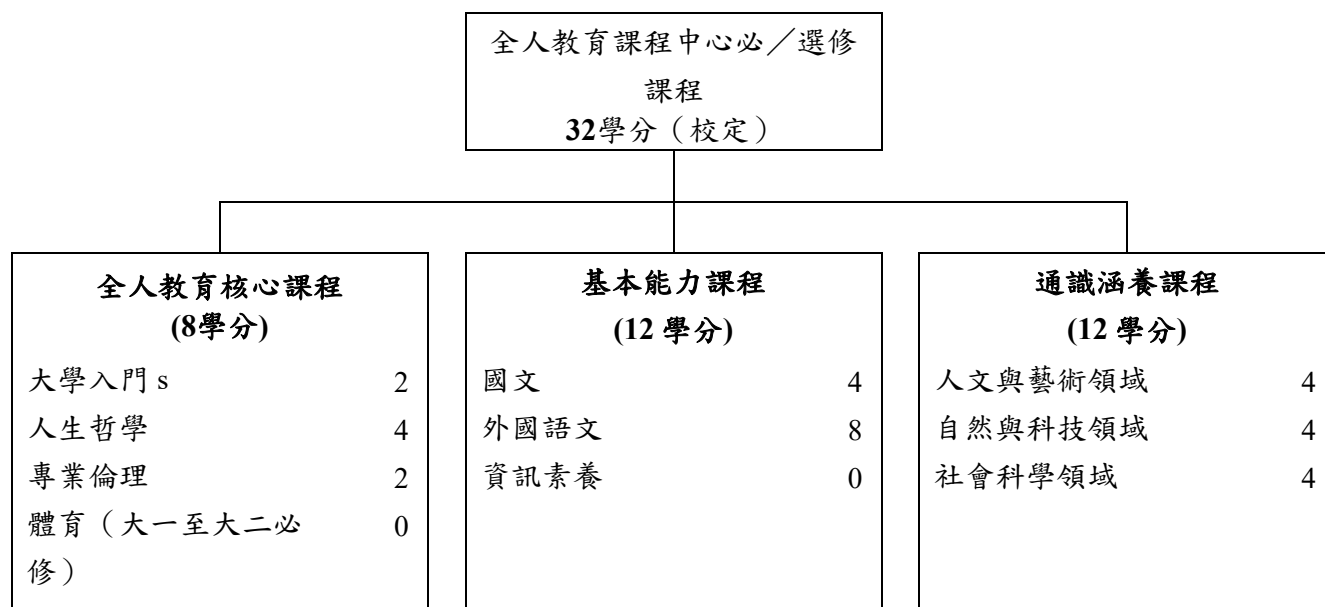 全人教育課程中心必／選修
課程
32學分（校定）
全人教育核心課程
(8學分)
大學入門 s 2
人生哲學 4
專業倫理 2
體育（大一至大二必 0
修）
基本能力課程
(12 學分)
國文 4
外國語文 8
資訊素養 0
通識涵養課程
(12 學分)
人文與藝術領域 4
自然與科技領域 4
社會科學領域 4